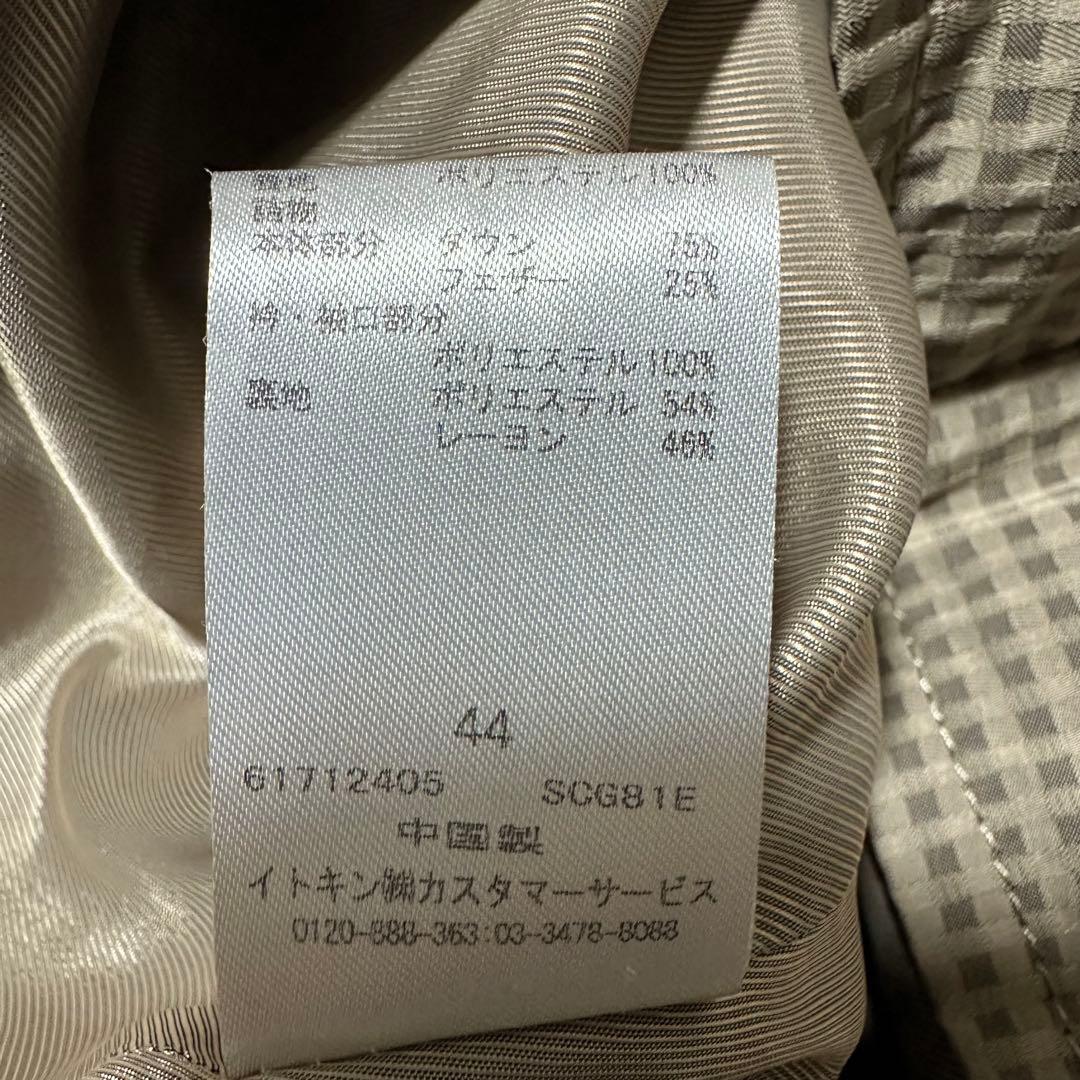 表地 ポリエステル100%
詰物
本体部分 ダウン 75%
フェザー 25%
衿・袖口部分
ポリエステル100%
裏地 ポリエステル 54%
レーヨン 46%
44
61712405 SCG81E
中国製
イトキン㈱カスタマーサービス
0120-888-363:03-3478-8088